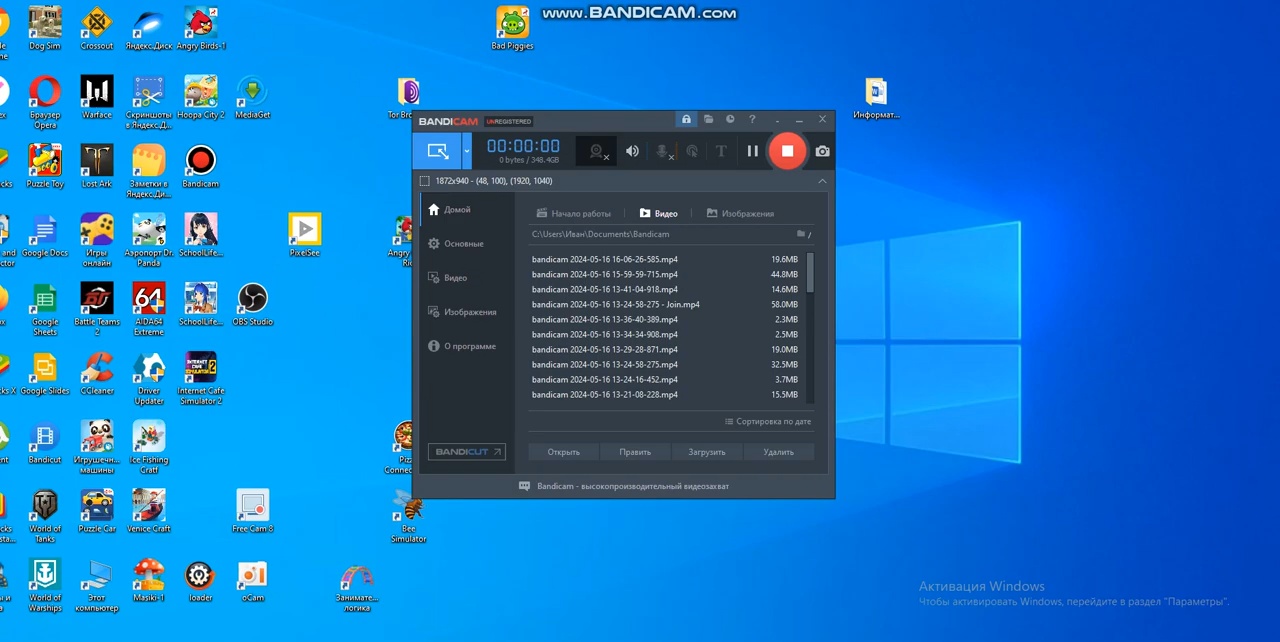 www.BANDICAM.com
Dog Sim
Crossout
Яндекс.Диск
Angry Birds-1
Bad Piggies
Браузер
Opera
Warface
Скриншоты
в Яндекс.Д...
Hoopa City 2
MediaGet
Tor Bro
Информат...
Puzzle Toy
Lost Ark
Заметки в
Яндекс.Ди...
Bandicam
Google Docs
Игры
онлайн
Аэропорт Dr.
Panda
SchoolLife...
PixelSee
Angry
Ric
Google
Sheets
Battle Teams
2
AIDA64
Extreme
SchoolLife...
OBS Studio
Google Slides
CCleaner
Driver
Updater
Internet Cafe
Simulator 2
Bandicut
Игрушечн...
машины
Ice Fishing
Craft
Pizz
Connec
World of
Tanks
Puzzle Car
Venice Craft
Free Cam 8
Bee
Simulator
World of
Warships
Этот
компьютер
Masiki-1
loader
oCam
Занимате...
логика
BANDICAM UNREGISTERED
00:00:00
0 bytes / 348.4GB
1872x940 - (48, 100), (1920, 1040)
Домой
Основные
Видео
Изображения
О программе
BANDICUT
Начало работы
Видео
Изображения
C:\Users\Иван\Documents\Bandicam
bandicam 2024-05-16 16-06-26-585.mp4 19.6MB
bandicam 2024-05-16 15-59-59-715.mp4 44.8MB
bandicam 2024-05-16 13-41-04-918.mp4 14.6MB
bandicam 2024-05-16 13-24-58-275 - Join.mp4 58.0MB
bandicam 2024-05-16 13-36-40-389.mp4 2.3MB
bandicam 2024-05-16 13-34-34-908.mp4 2.5MB
bandicam 2024-05-16 13-29-28-871.mp4 19.0MB
bandicam 2024-05-16 13-24-58-275.mp4 32.5MB
bandicam 2024-05-16 13-24-16-452.mp4 3.7MB
bandicam 2024-05-16 13-21-08-228.mp4 15.5MB
Сортировка по дате
Открыть
Править
Загрузить
Удалить
Bandicam - высокопроизводительный видеозахват
Активация Windows
Чтобы активировать Windows, перейдите в раздел "Параметры".